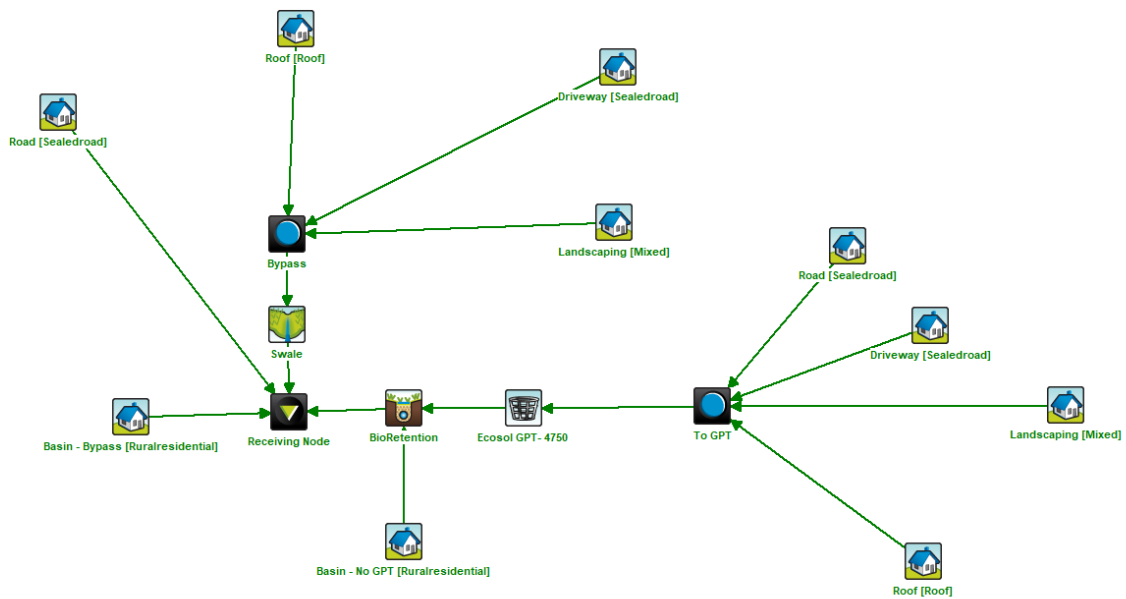 Roof [Roof]
Driveway [Sealedroad]
Road [Sealedroad]
Landscaping [Mixed]
Bypass
Road [Sealedroad]
Swale
Driveway [Sealedroad]
Basin - Bypass [Ruralresidential]
Receiving Node
BioRetention
Ecosol GPT- 4750
To GPT
Landscaping [Mixed]
Basin - No GPT [Ruralresidential]
Roof [Roof]